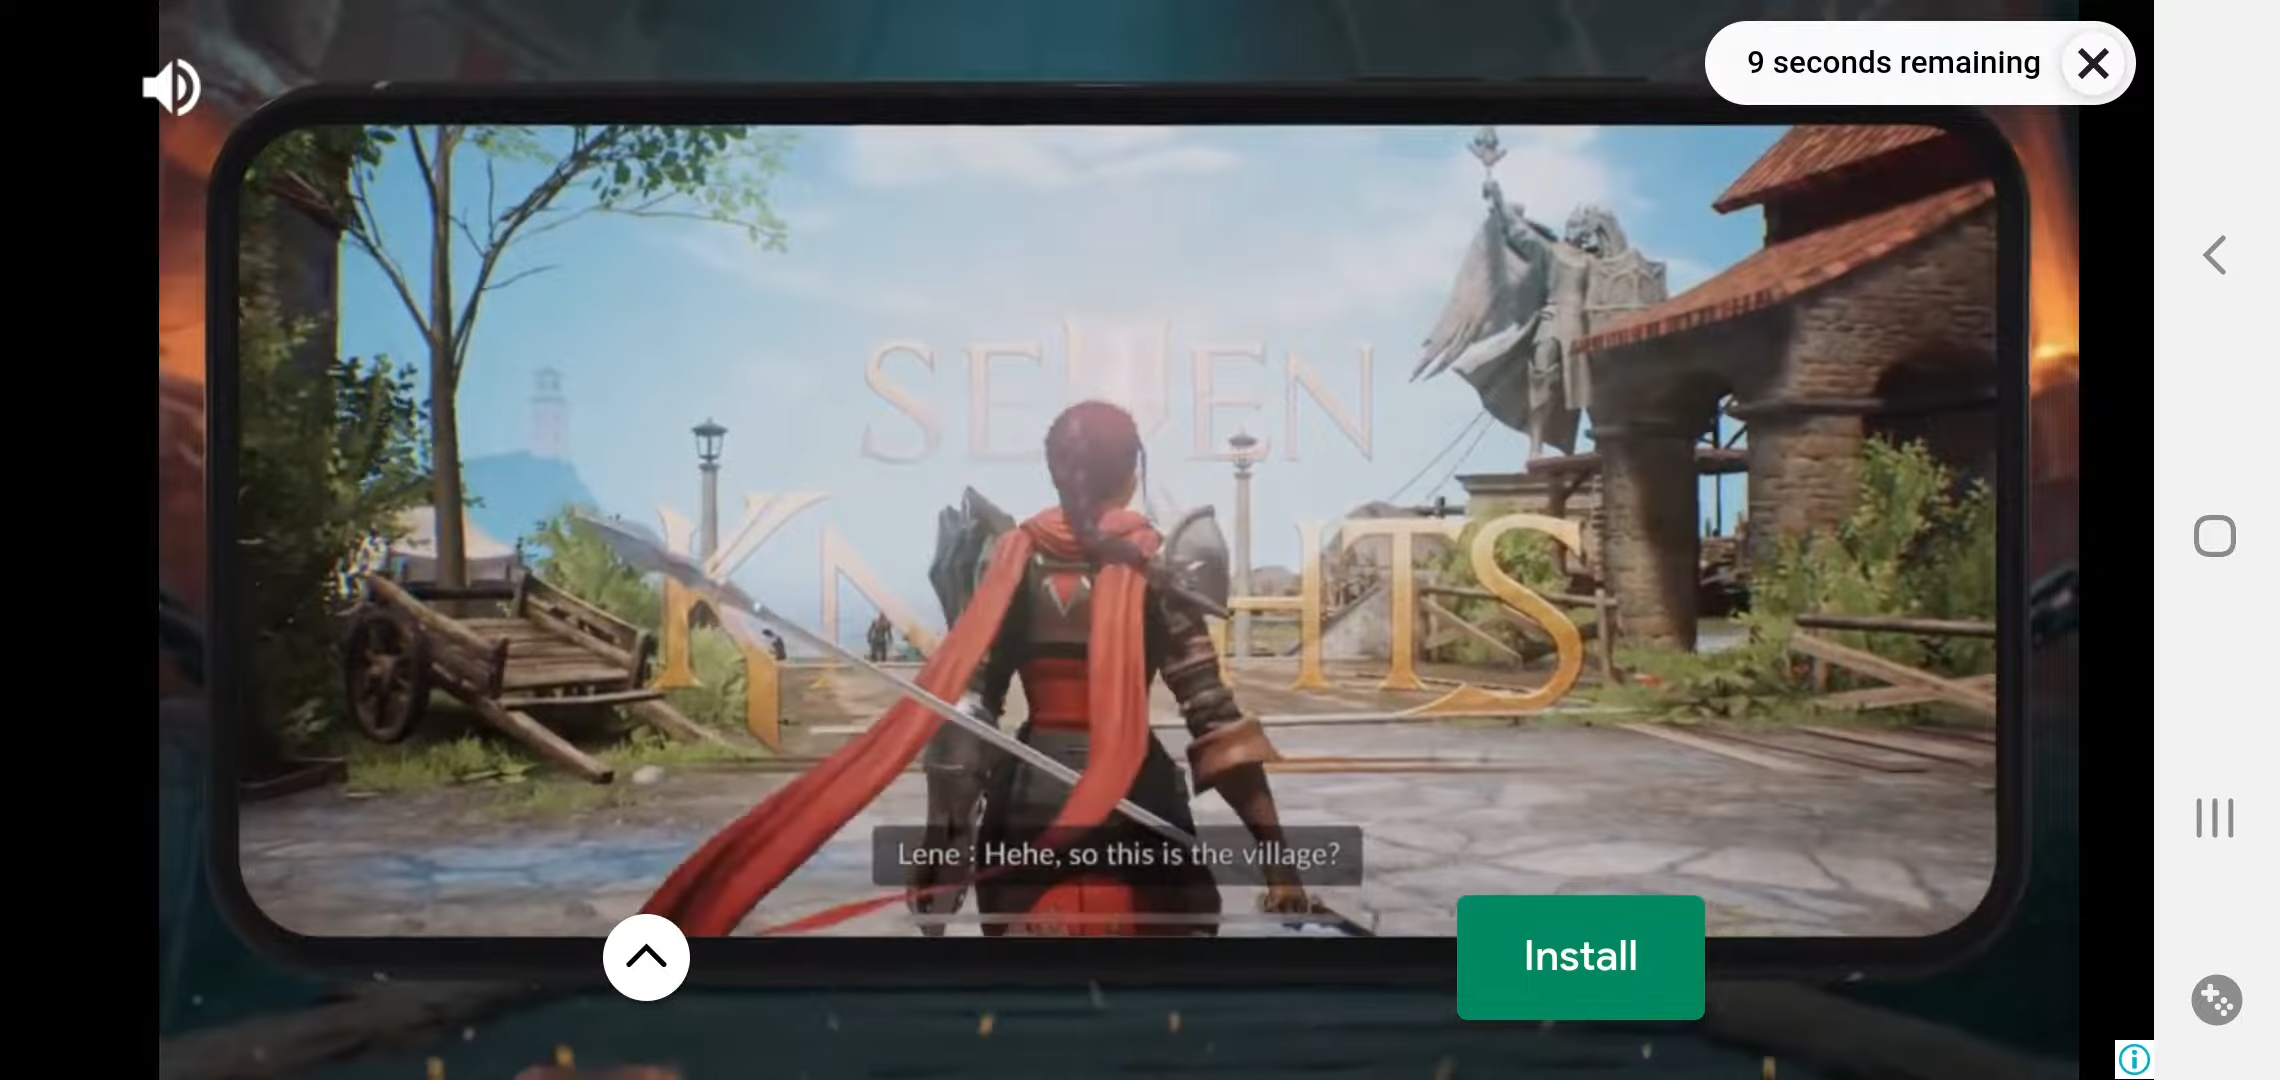 9 seconds remaining
SEVEN
KNIGHTS
Lene : Hehe, so this is the village?
Install